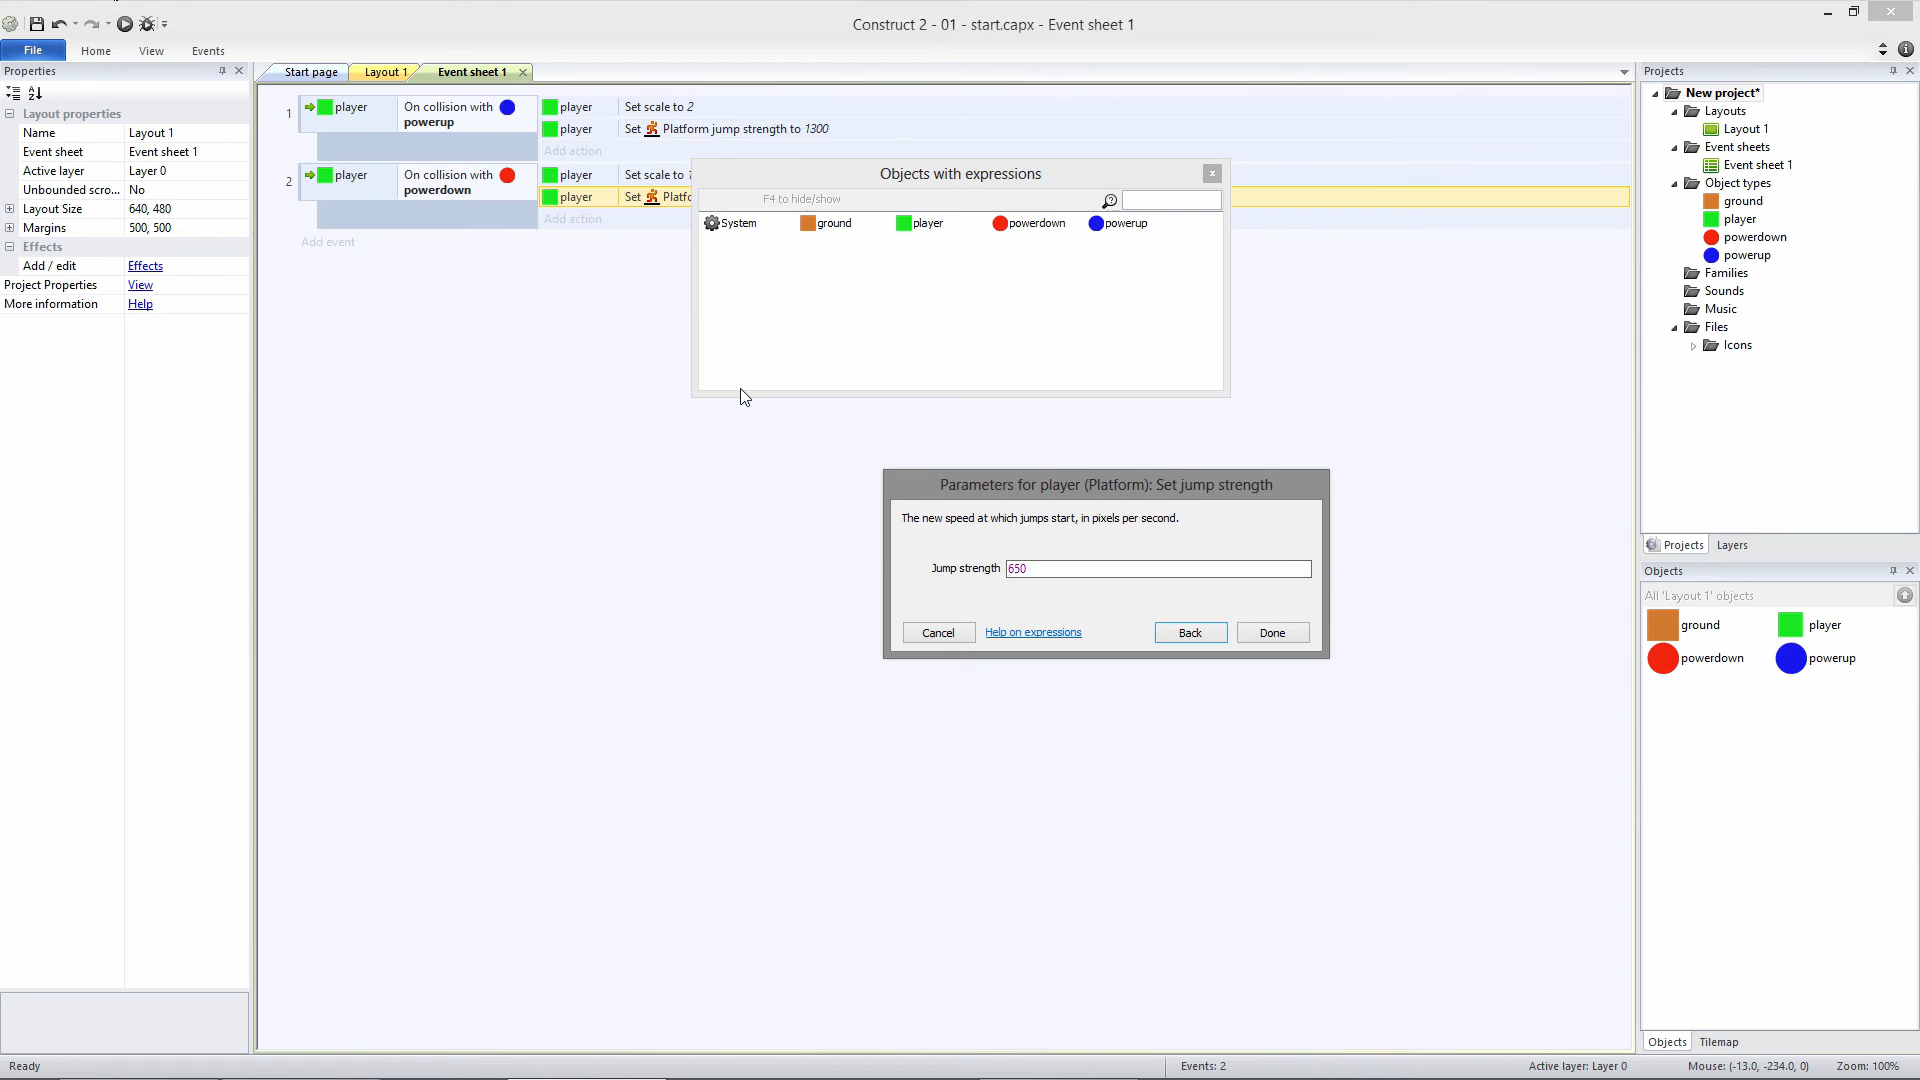 Construct 2 - 01 - start.capx - Event sheet 1
File
Home
View
Events
Properties
Layout properties
Name Layout 1
Event sheet Event sheet 1
Active layer Layer 0
Unbounded scro... No
Layout Size 640, 480
Margins 500, 500
Effects
Add / edit Effects
Project Properties View
More information Help
Start page
Layout 1
Event sheet 1
1
player
On collision with
powerup
player Set scale to 2
player Set Platform jump strength to 1300
Add action
2
player
On collision with
powerdown
player Set scale to
player Set
Add action
Add event
Objects with expressions
F4 to hide/show
System
ground
player
powerdown
powerup
Parameters for player (Platform): Set jump strength
The new speed at which jumps start, in pixels per second.
Jump strength 650
Cancel
Help on expressions
Back
Done
Projects
New project*
Layouts
Layout 1
Event sheets
Event sheet 1
Object types
ground
player
powerdown
powerup
Families
Sounds
Music
Files
Icons
Projects
Layers
Objects
All 'Layout 1' objects
ground
player
powerdown
powerup
Objects
Tilemap
Ready
Events: 2
Active layer: Layer 0
Mouse: (-13.0, -234.0, 0)
Zoom: 100%